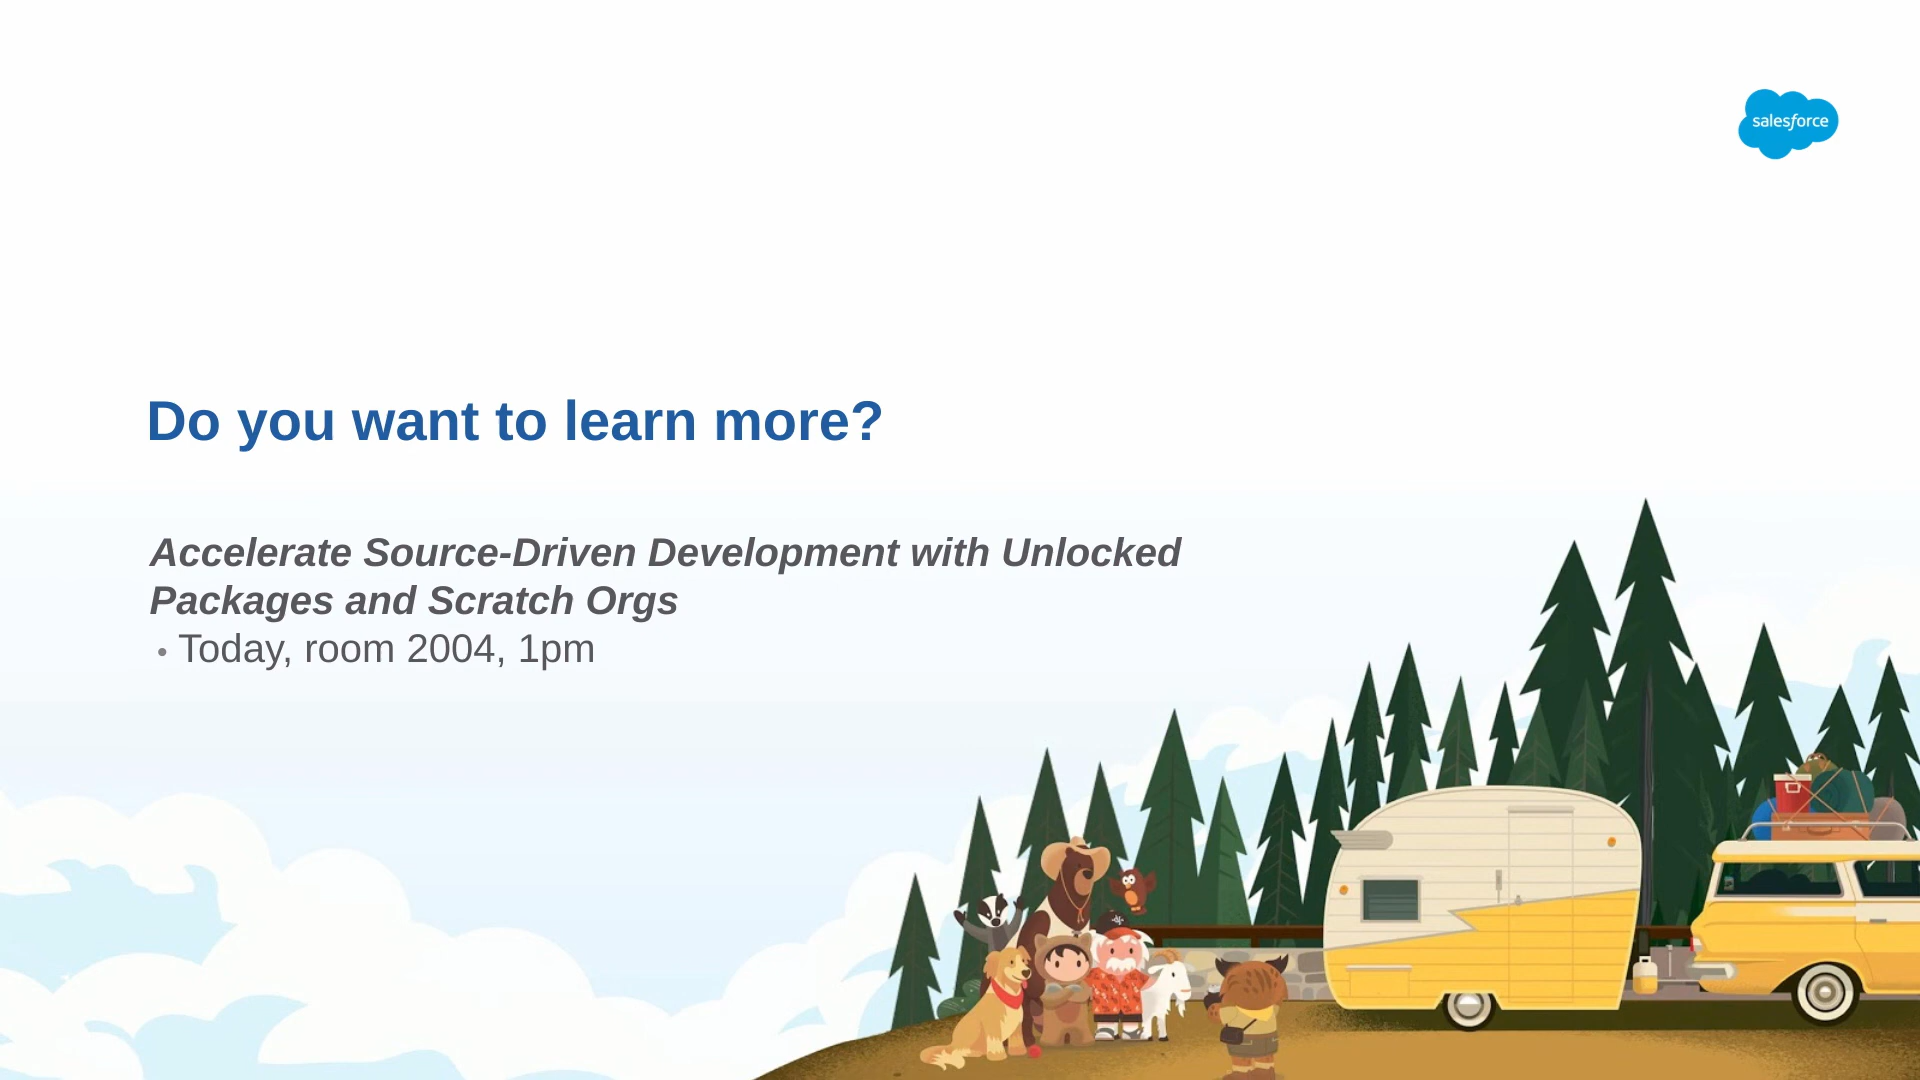 salesforce
Do you want to learn more?
Accelerate Source-Driven Development with Unlocked
Packages and Scratch Orgs
• Today, room 2004, 1pm